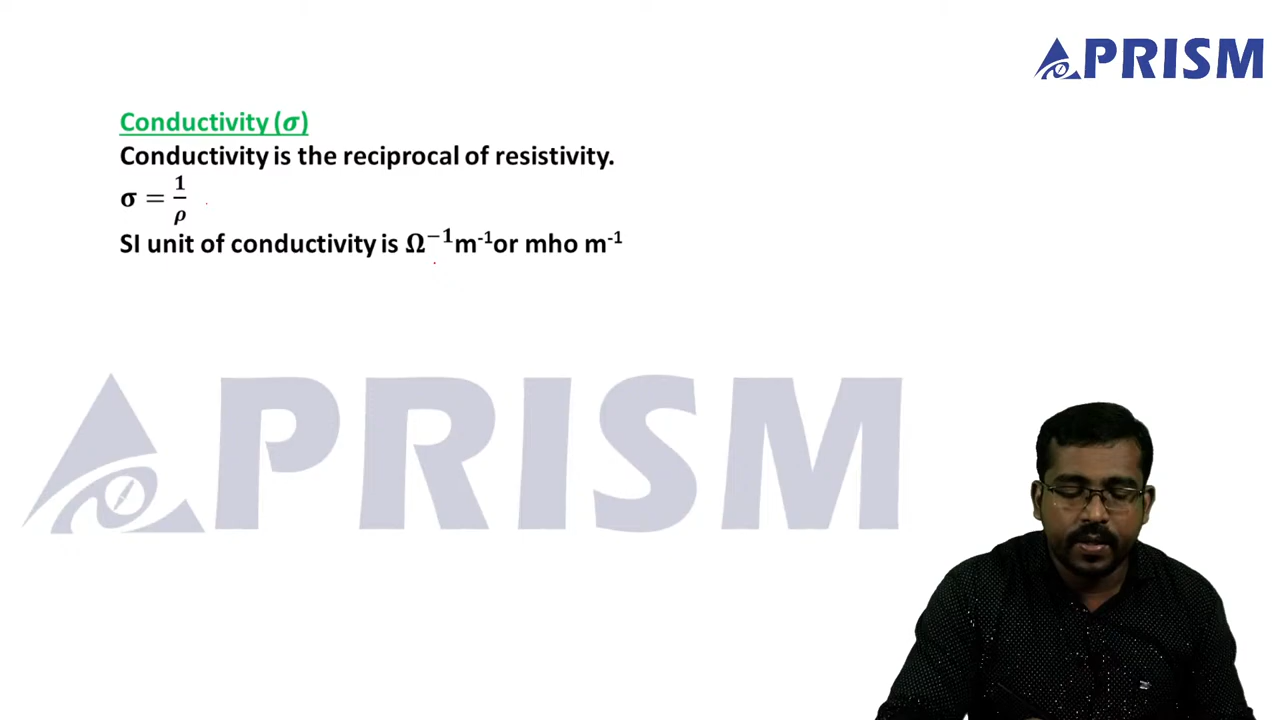 PRISM
Conductivity (σ)
Conductivity is the reciprocal of resistivity.
σ = 1/ρ
SI unit of conductivity is Ω⁻¹m⁻¹or mho m⁻¹
PRISM